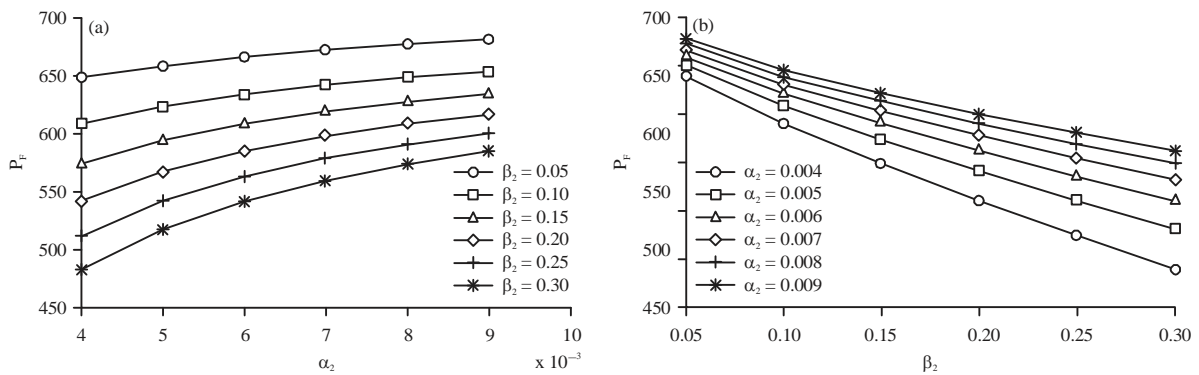 (a)
700
650
600
550
500
450
P_F
β₂ = 0.05
β₂ = 0.10
β₂ = 0.15
β₂ = 0.20
β₂ = 0.25
β₂ = 0.30
4 5 6 7 8 9 10
α₂
x 10⁻³
(b)
700
650
600
550
500
450
P_F
α₂ = 0.004
α₂ = 0.005
α₂ = 0.006
α₂ = 0.007
α₂ = 0.008
α₂ = 0.009
0.05 0.10 0.15 0.20 0.25 0.30
β₂